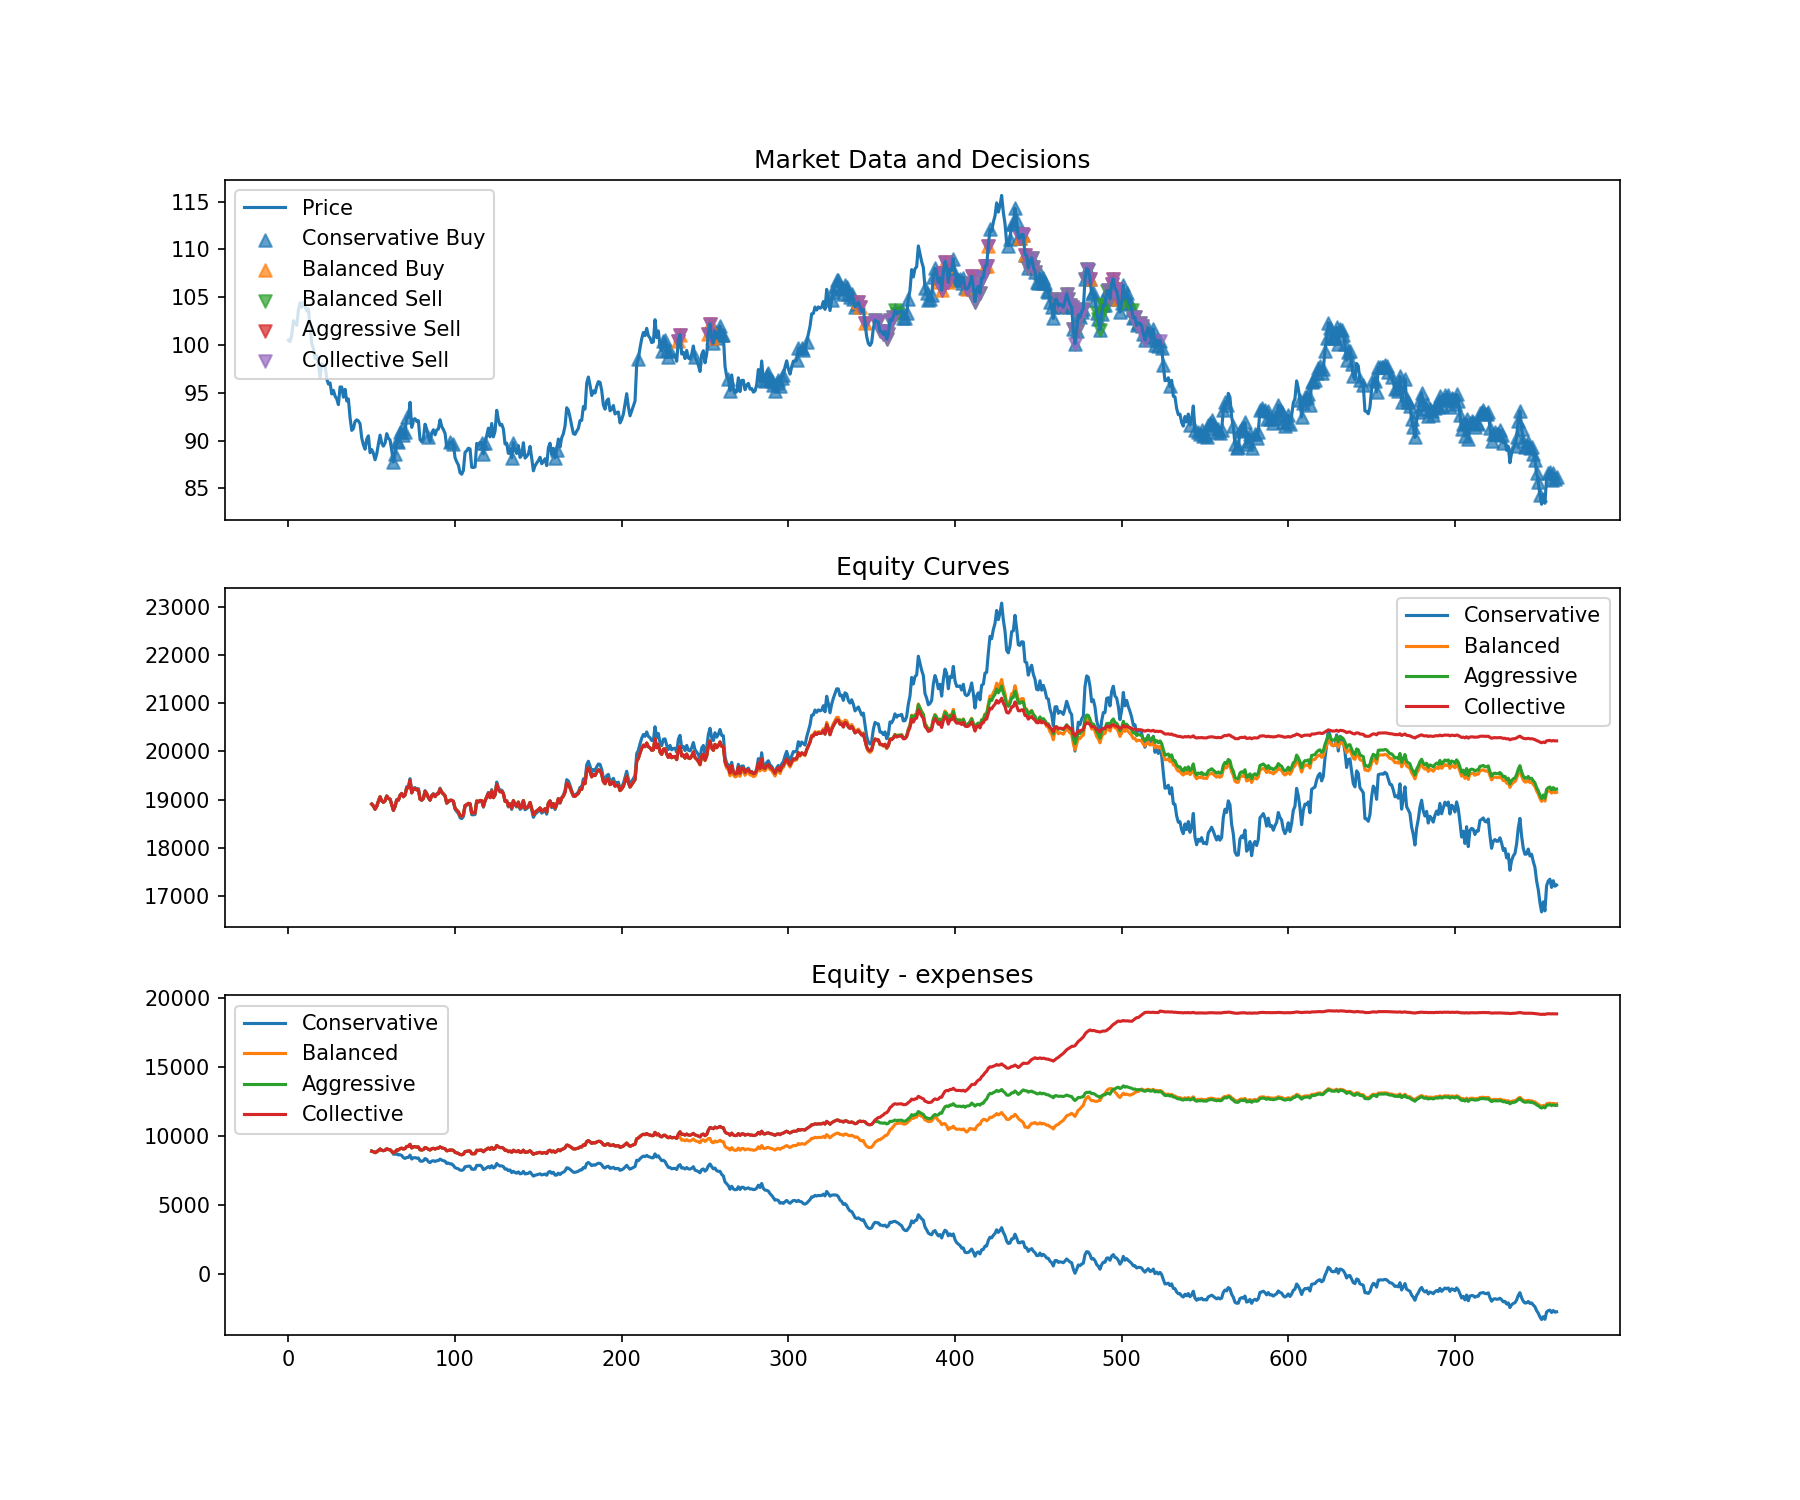 Market Data and Decisions
115
110
105
100
95
90
85
Price
Conservative Buy
Balanced Buy
Balanced Sell
Aggressive Sell
Collective Sell
Equity Curves
23000
22000
21000
20000
19000
18000
17000
Conservative
Balanced
Aggressive
Collective
Equity - expenses
20000
15000
10000
5000
0
Conservative
Balanced
Aggressive
Collective
0 100 200 300 400 500 600 700